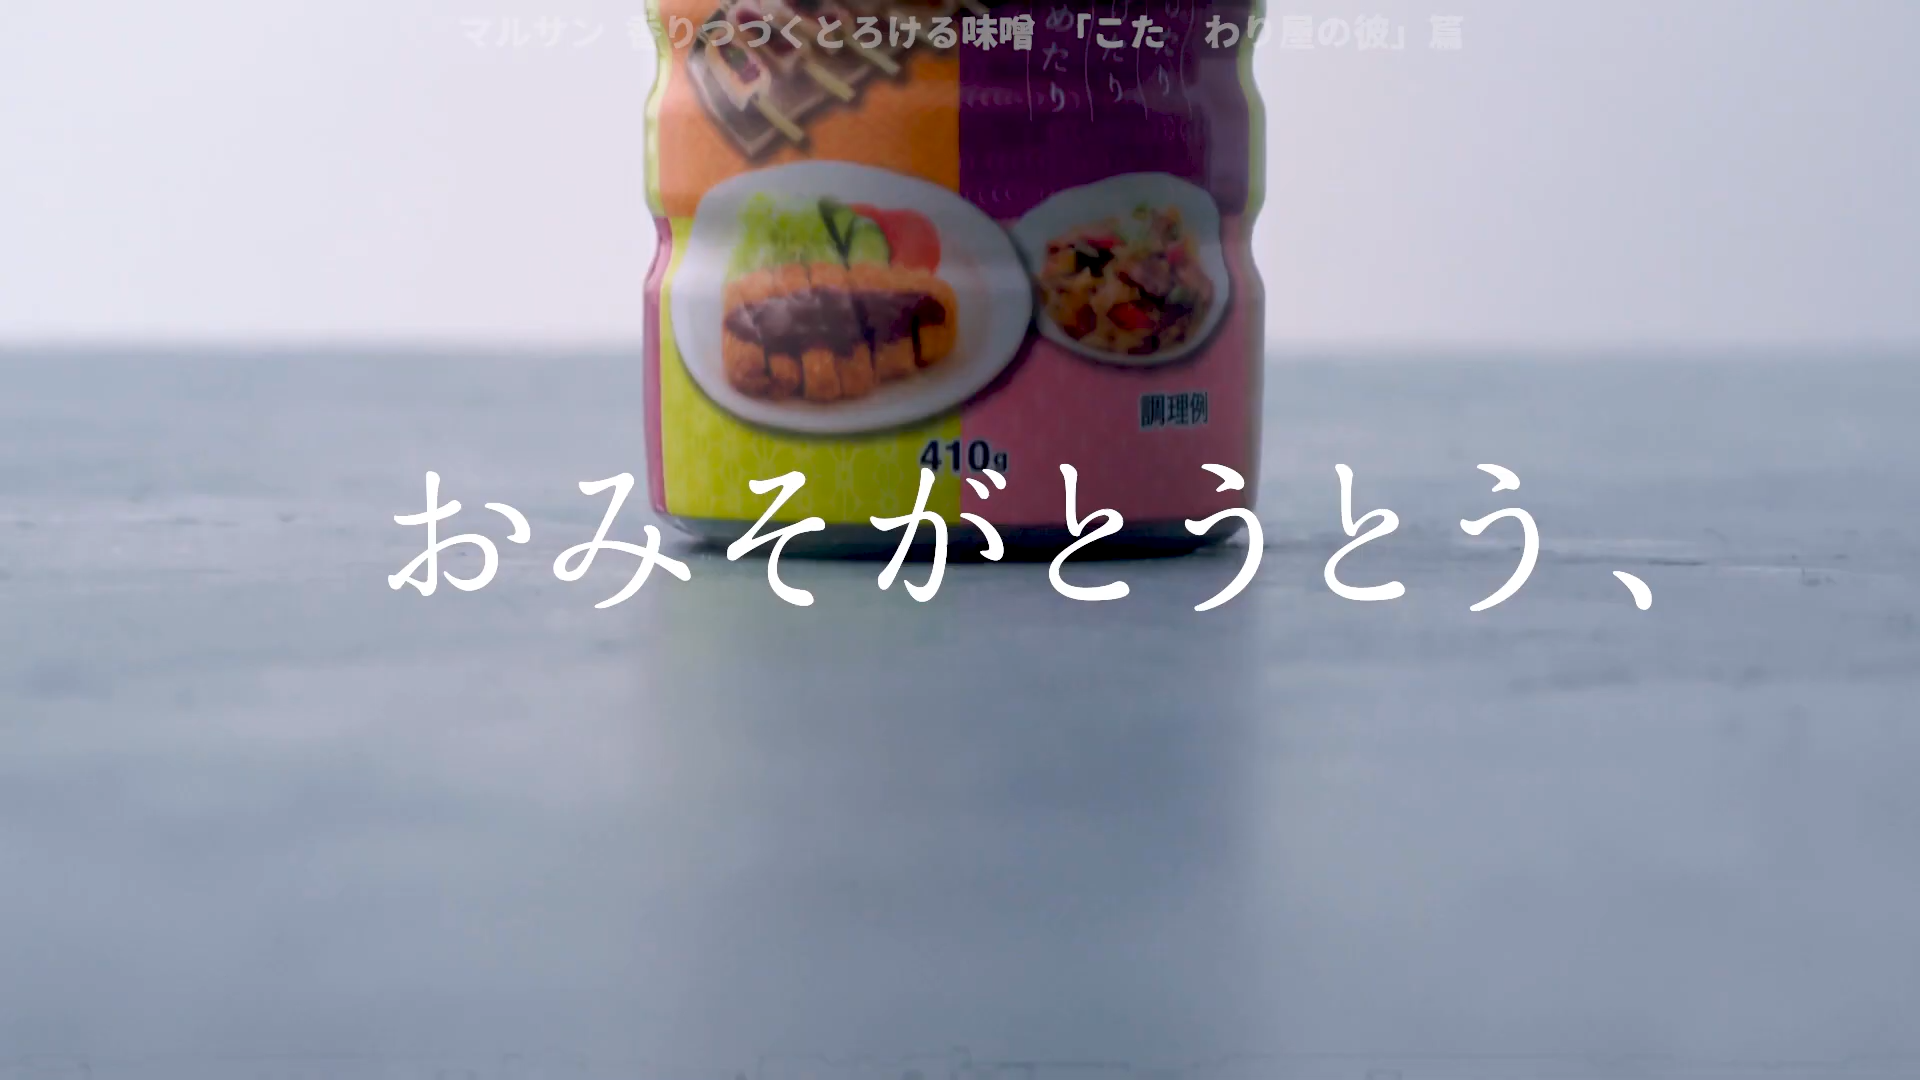 マルサン 香りつづくとろける味噌 「こた　わり屋の彼」篇
めたり
調理例
410g
おみそがとうとう、